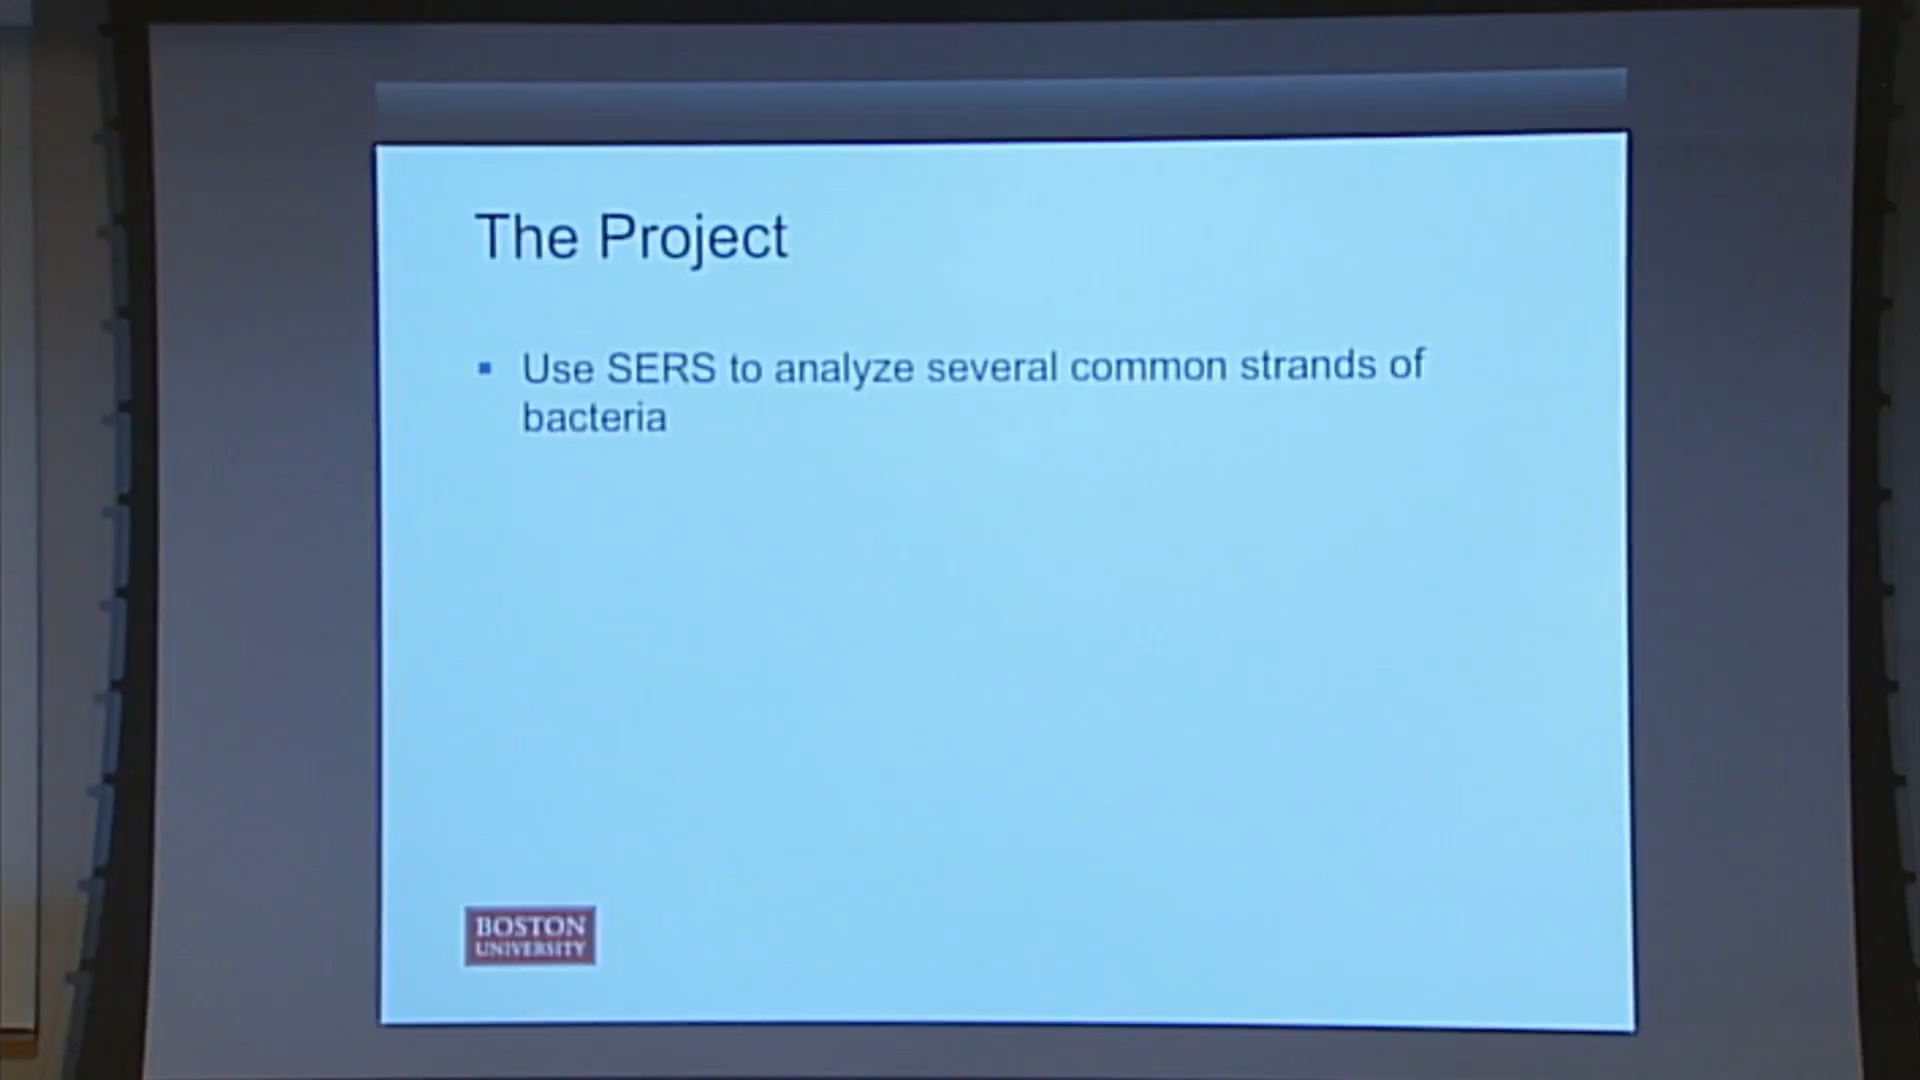 The Project
▪ Use SERS to analyze several common strands of
bacteria
BOSTON
UNIVERSITY